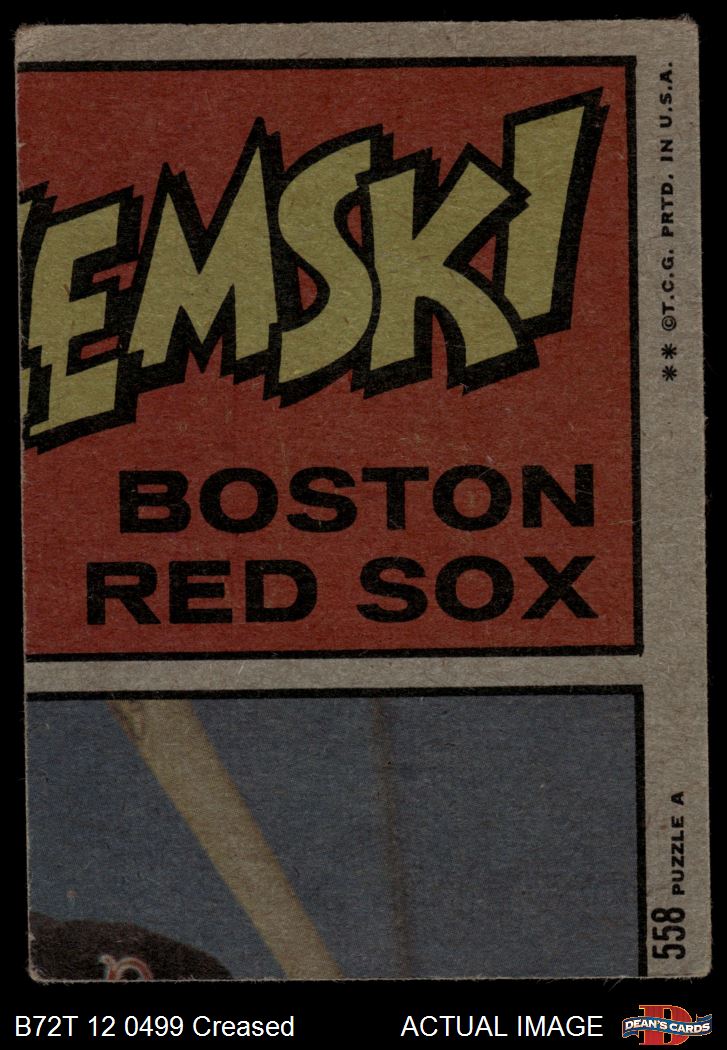 EMSKI
BOSTON
RED SOX
** ©T.C.G. PRTD. IN U.S.A.
558 PUZZLE A
B72T 12 0499 Creased
ACTUAL IMAGE
D
DEAN'S CARDS